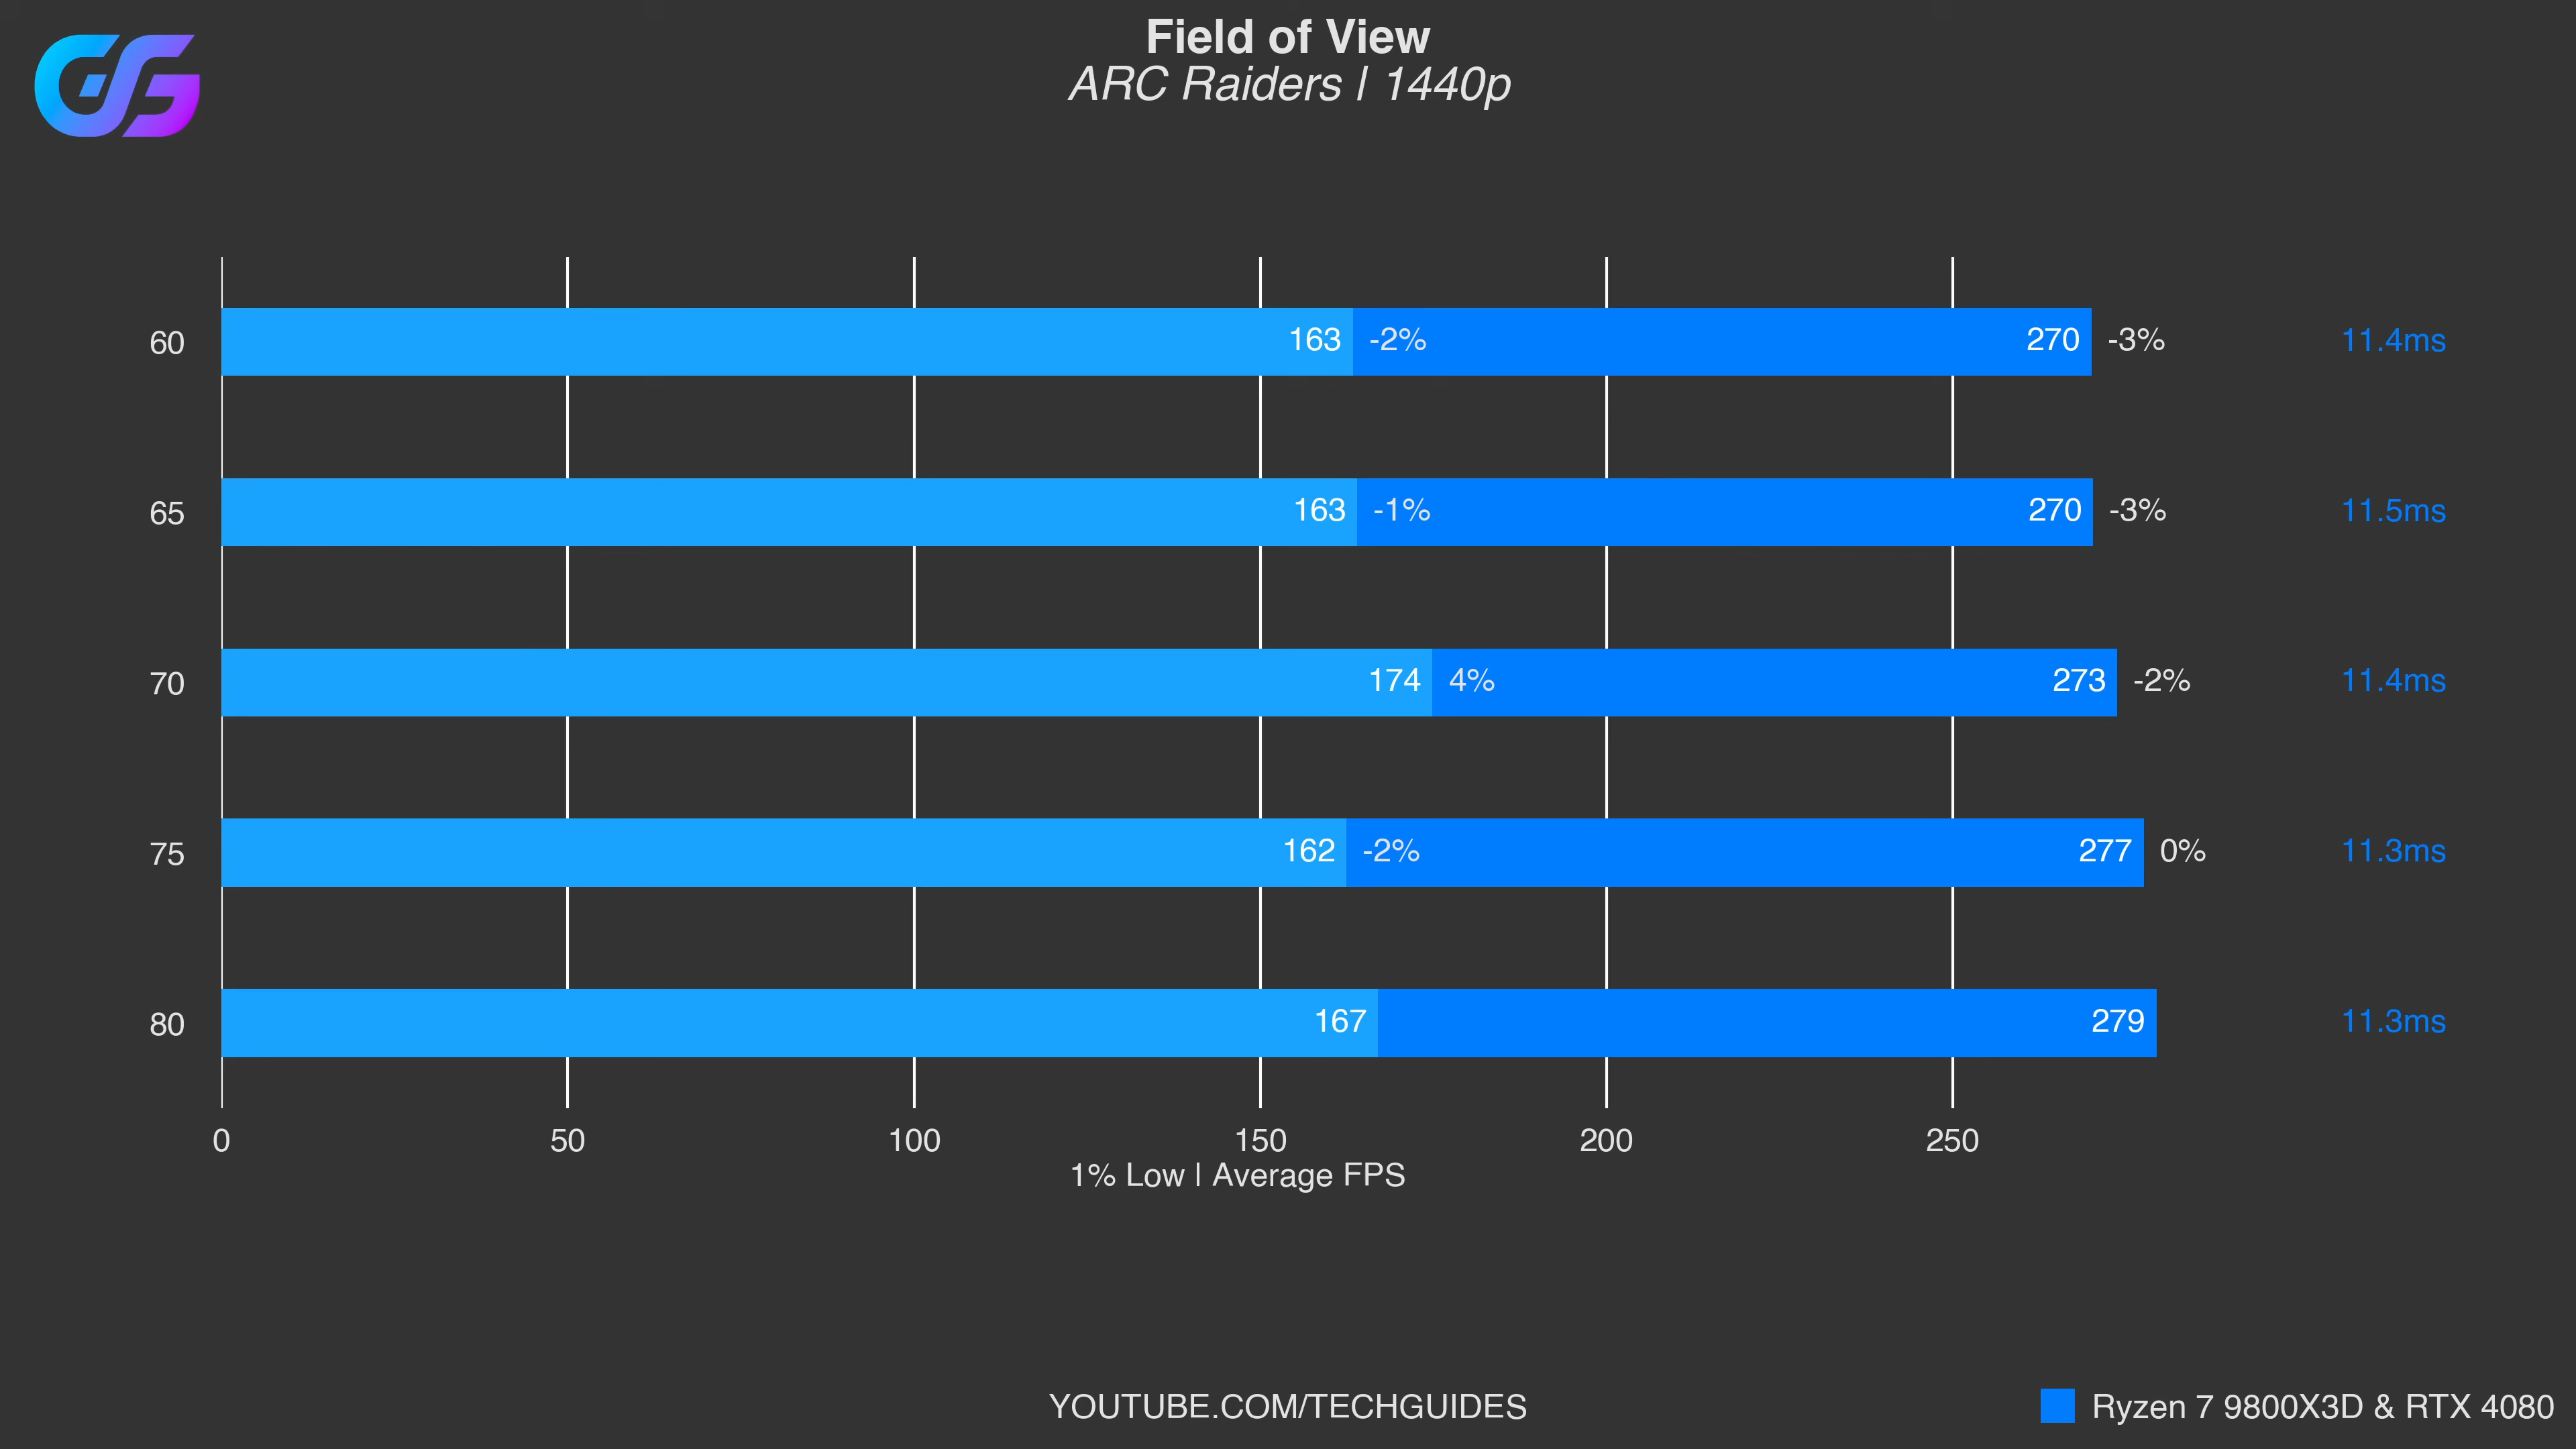 Field of View
ARC Raiders | 1440p
60 163 -2% 270 -3% 11.4ms
65 163 -1% 270 -3% 11.5ms
70 174 4% 273 -2% 11.4ms
75 162 -2% 277 0% 11.3ms
80 167 279 11.3ms
0 50 100 150 200 250
1% Low | Average FPS
YOUTUBE.COM/TECHGUIDES
Ryzen 7 9800X3D & RTX 4080